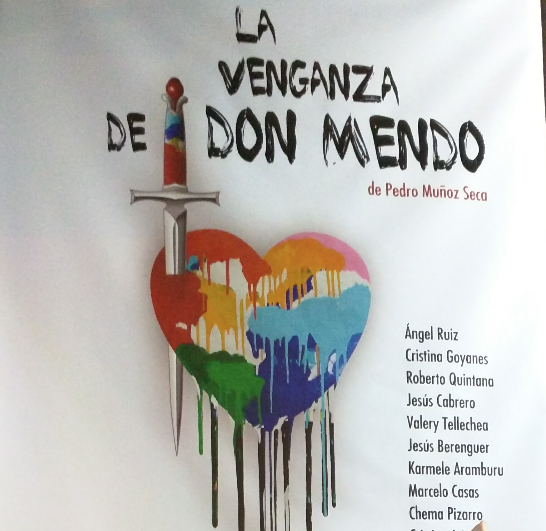 LA
VENGANZA
DE DON MENDO
de Pedro Muñoz Seca
Ángel Ruiz
Cristina Goyanes
Roberto Quintana
Jesús Cabrero
Valery Tellechea
Jesús Berenguer
Karmele Aramburu
Marcelo Casas
Chema Pizarro